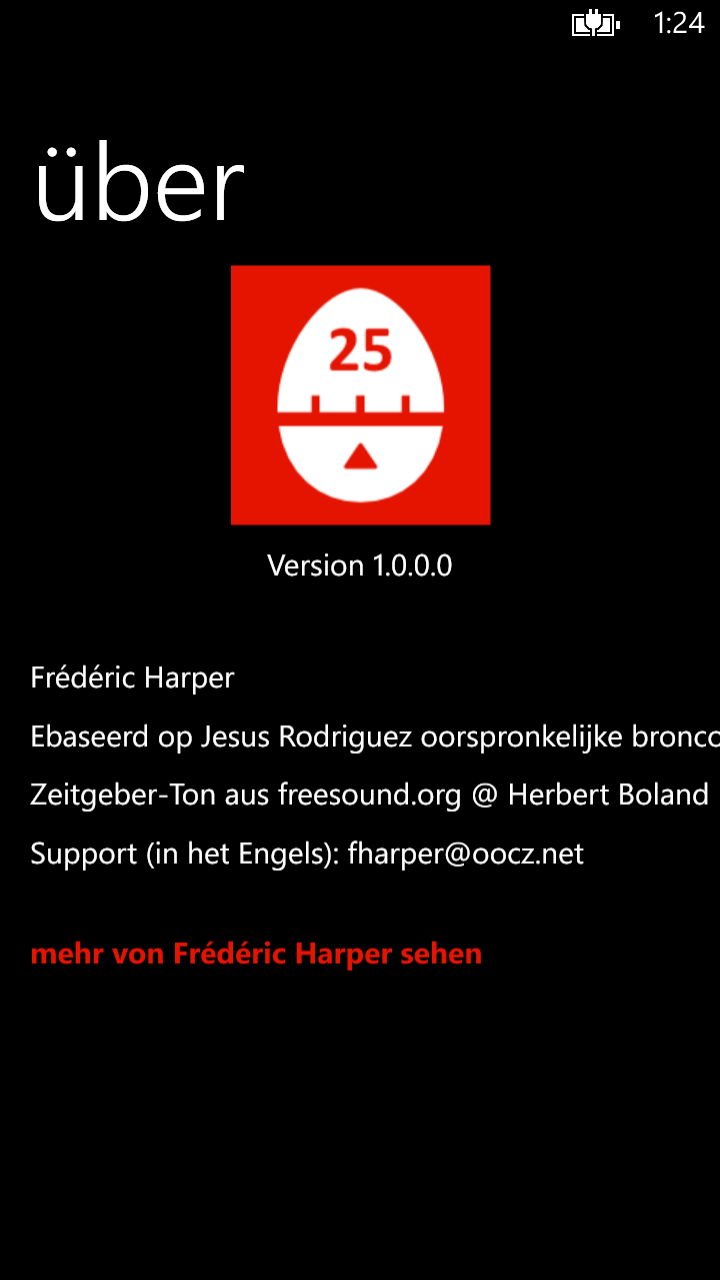 1:24
über
25
Version 1.0.0.0
Frédéric Harper
Ebaseerd op Jesus Rodriguez oorspronkelijke bronco
Zeitgeber-Ton aus freesound.org @ Herbert Boland
Support (in het Engels): fharper@oocz.net
mehr von Frédéric Harper sehen